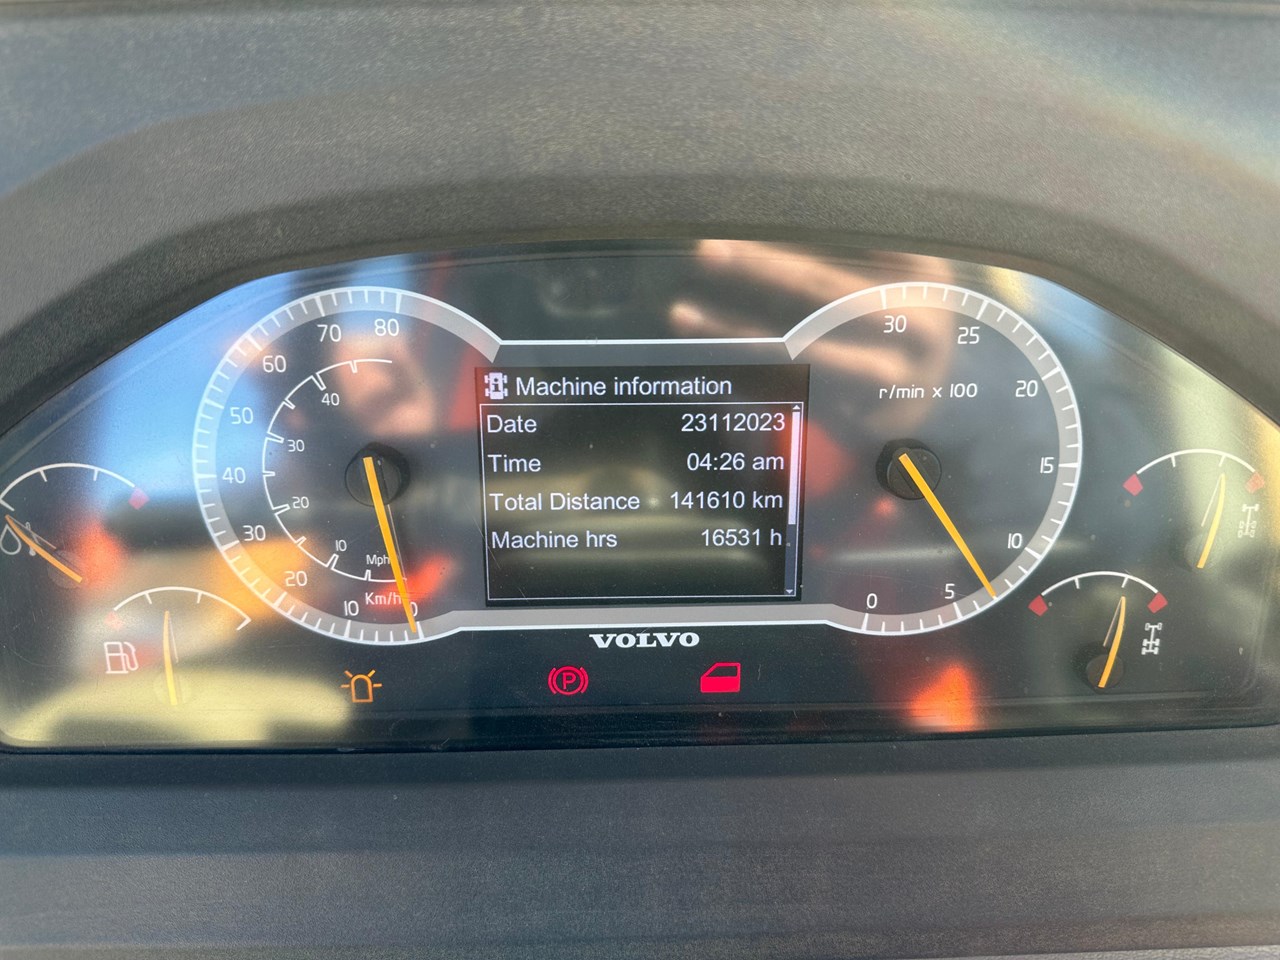 Machine information
Date 23112023
Time 04:26 am
Total Distance 141610 km
Machine hrs 16531 h
80
70
60
50
40
30
20
10
0
40
30
20
10
Mph
Km/h
30
25
20
15
10
5
0
r/min x 100
VOLVO
P